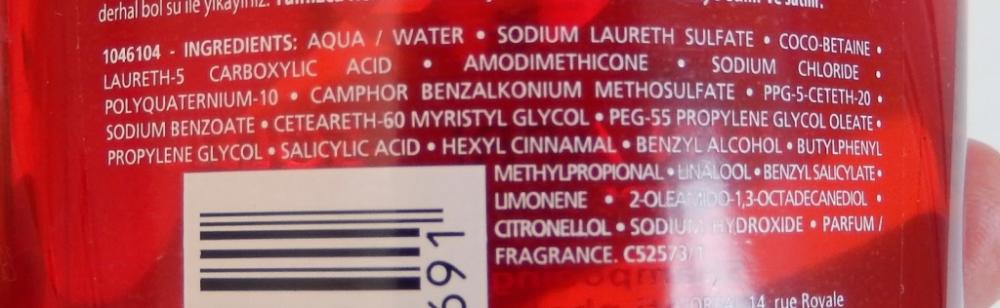 derhal bol su ile yıkayınız.
1046104 - INGREDIENTS: AQUA / WATER • SODIUM LAURETH SULFATE • COCO-BETAINE •
LAURETH-5 CARBOXYLIC ACID • AMODIMETHICONE • SODIUM CHLORIDE •
POLYQUATERNIUM-10 • CAMPHOR BENZALKONIUM METHOSULFATE • PPG-5-CETETH-20 •
SODIUM BENZOATE • CETEARETH-60 MYRISTYL GLYCOL • PEG-55 PROPYLENE GLYCOL OLEATE •
PROPYLENE GLYCOL • SALICYLIC ACID • HEXYL CINNAMAL • BENZYL ALCOHOL • BUTYLPHENYL
METHYLPROPIONAL • LINALOOL • BENZYL SALICYLATE •
LIMONENE • 2-OLEAMIDO-1,3-OCTADECANEDIOL •
CITRONELLOL • SODIUM HYDROXIDE • PARFUM /
FRAGRANCE. C52573/1
14, rue Royale
691